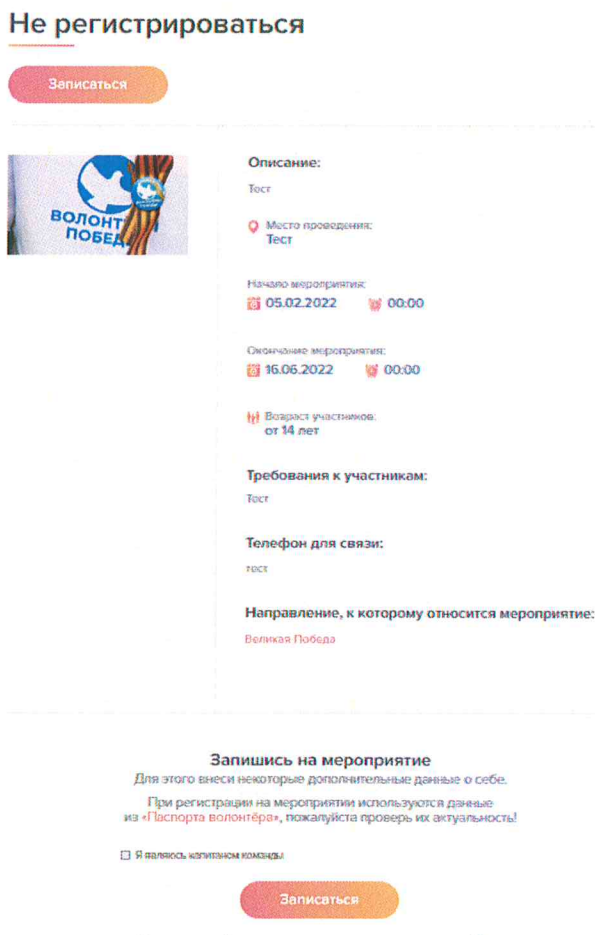 Не регистрироваться
Записаться
ВОЛОНТ
ПОБЕД
Описание:
Тест
Место проведения:
Тест
Начало мероприятия:
05.02.2022 00:00
Окончание мероприятия:
16.06.2022 00:00
Возраст участников:
от 14 лет
Требования к участникам:
Тест
Телефон для связи:
тест
Направление, к которому относится мероприятие:
Великая Победа
Запишись на мероприятие
Для этого внеси некоторые дополнительные данные о себе.
При регистрации на мероприятии используются данные
из «Паспорта волонтёра», пожалуйста проверь их актуальность!
Я являюсь капитаном команды
Записаться